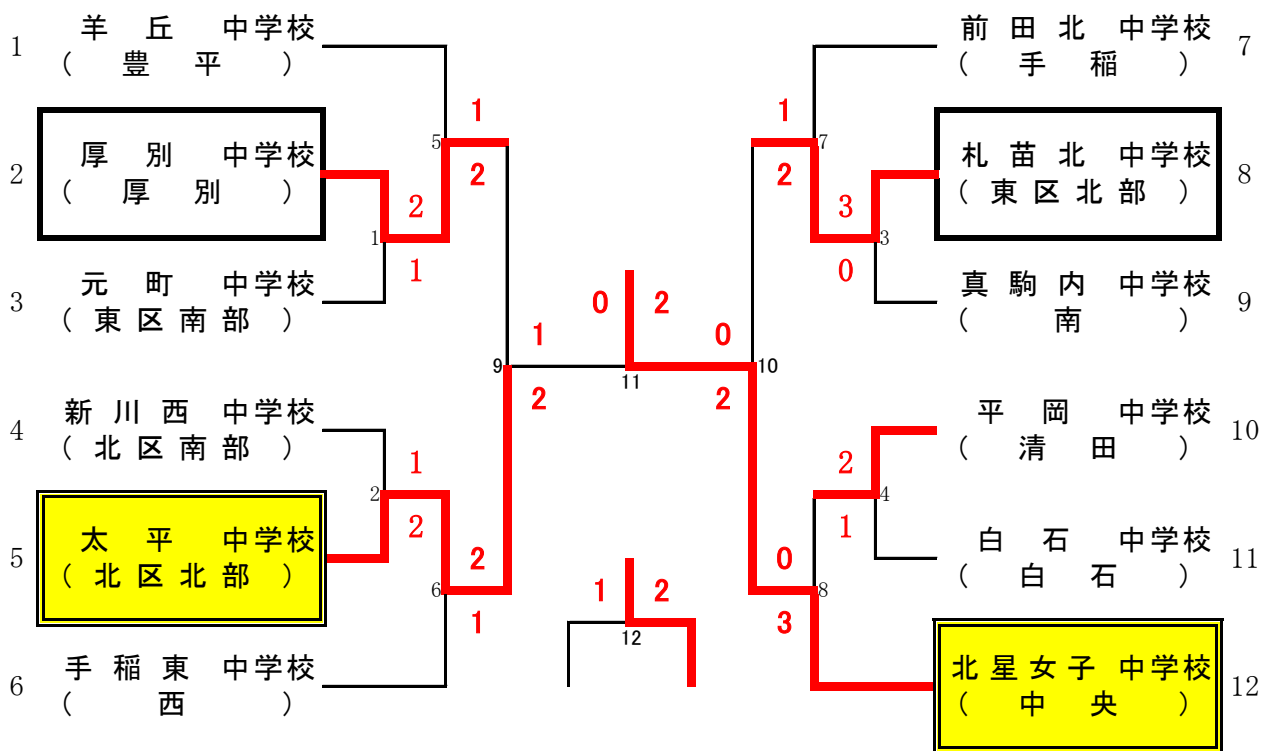 1 羊丘 中学校
(豊平)
2 厚別 中学校
(厚別)
3 元町 中学校
(東区南部)
4 新川西 中学校
(北区南部)
5 太平 中学校
(北区北部)
6 手稲東 中学校
(西)
1
2
5
2
1
1
1
2
2
2
1
6
1
2
9
0 2
11
1 2
12
0
2
10
1
2
7
3
0
3
2
1
4
0
3
8
前田北 中学校 7
(手稲)
札苗北 中学校 8
(東区北部)
真駒内 中学校 9
(南)
平岡 中学校 10
(清田)
白石 中学校 11
(白石)
北星女子 中学校 12
(中央)